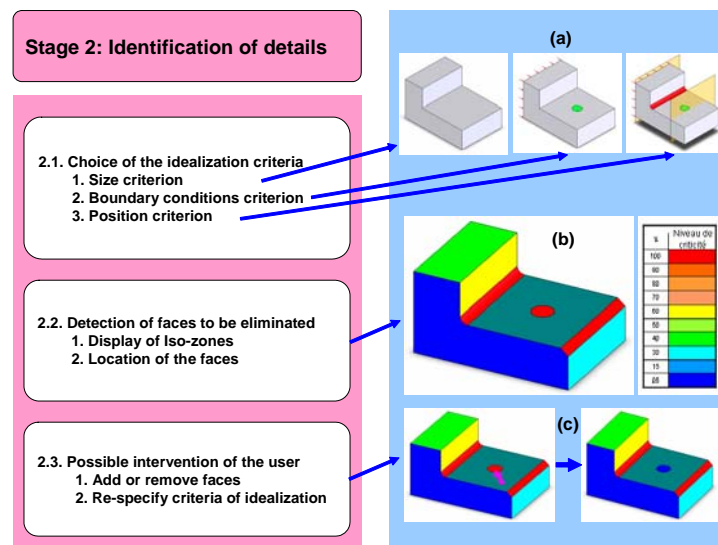 Stage 2: Identification of details
2.1. Choice of the idealization criteria
1. Size criterion
2. Boundary conditions criterion
3. Position criterion
2.2. Detection of faces to be eliminated
1. Display of Iso-zones
2. Location of the faces
2.3. Possible intervention of the user
1. Add or remove faces
2. Re-specify criteria of idealization
(a)
(b)
% Niveau de
criticité
100
90
80
70
60
50
40
30
15
05
(c)